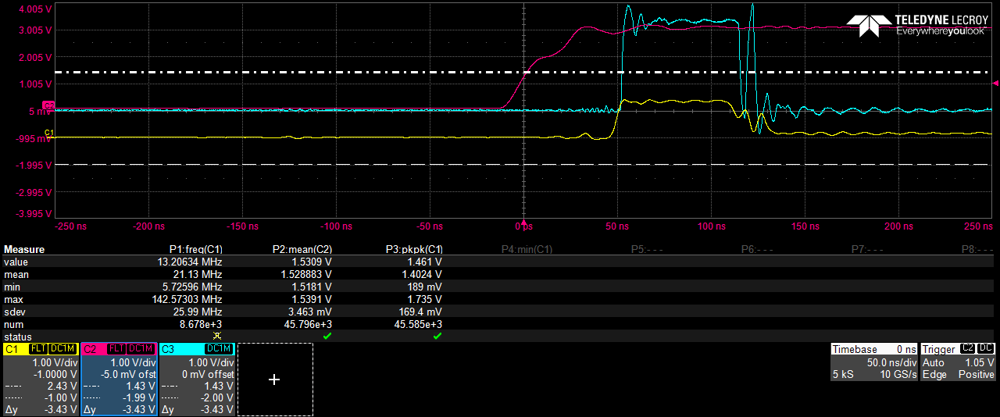 4.005 V
TELEDYNE LECROY
3.005 V
Everywhereyoulook™
2.005 V
1.005 V
C2
5 mV
C1
-995 mV
-1.995 V
-2.995 V
-3.995 V
-250 ns -200 ns -150 ns -100 ns -50 ns 0 ps 50 ns 100 ns 150 ns 200 ns 250 ns
Measure P1:freq(C1) P2:mean(C2) P3:pkpk(C1) P4:min(C1) P5:- - - P6:- - - P7:- - - P8:- - -
value 13.20634 MHz 1.5309 V 1.461 V
mean 21.13 MHz 1.528883 V 1.4024 V
min 5.72596 MHz 1.5181 V 189 mV
max 142.57303 MHz 1.5391 V 1.735 V
sdev 25.99 MHz 3.463 mV 169.4 mV
num 8.678e+3 45.796e+3 45.585e+3
status
C1 FLT DC1M C2 FLT DC1M C3 DC1M Timebase 0 ns Trigger C2 DC
1.00 V/div 1.00 V/div 1.00 V/div 50.0 ns/div Auto 1.05 V
-1.0000 V -5.0 mV ofst 0 mV offset 5 kS 10 GS/s Edge Positive
2.43 V 1.43 V 1.43 V
-1.00 V -1.99 V -2.00 V
Δy -3.43 V Δy -3.43 V Δy -3.43 V